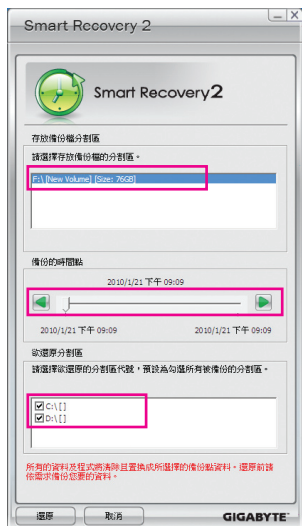 Smart Recovery 2
Smart Recovery2
存放備份檔分割區
請選擇存放備份檔的分割區。
F:\ [New Volume] [Size: 76GB]
備份的時間點
2010/1/21 下午 09:09
2010/1/21 下午 09:09
2010/1/21 下午 09:09
欲還原分割區
請選擇欲還原的分割區代號，預設為勾選所有被備份的分割區。
C:\ [ ]
D:\ [ ]
所有的資料及程式將清除且置換成所選擇的備份點資料。還原前請
依需求備份您要的資料。
還原
取消
GIGABYTE™